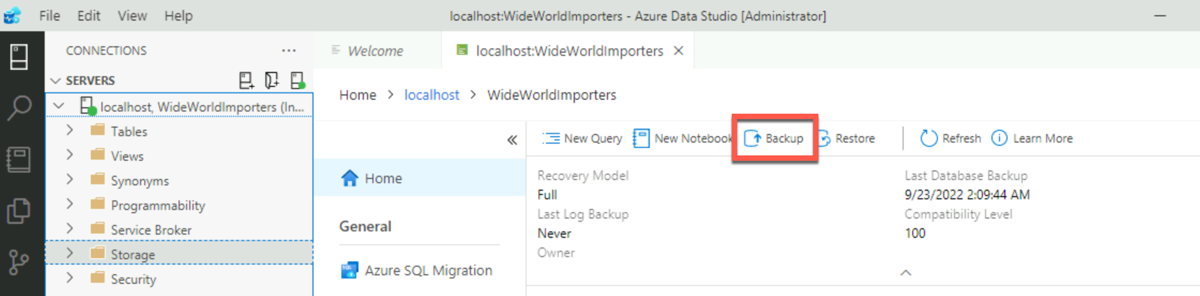 File Edit View Help localhost:WideWorldImporters - Azure Data Studio [Administrator]
CONNECTIONS ...
Welcome localhost:WideWorldImporters
SERVERS
localhost, WideWorldImporters (In...
Tables
Views
Synonyms
Programmability
Service Broker
Storage
Security
Home > localhost > WideWorldImporters
Home
General
Azure SQL Migration
New Query New Notebook Backup Restore Refresh Learn More
Recovery Model
Full
Last Log Backup
Never
Owner
Last Database Backup
9/23/2022 2:09:44 AM
Compatibility Level
100